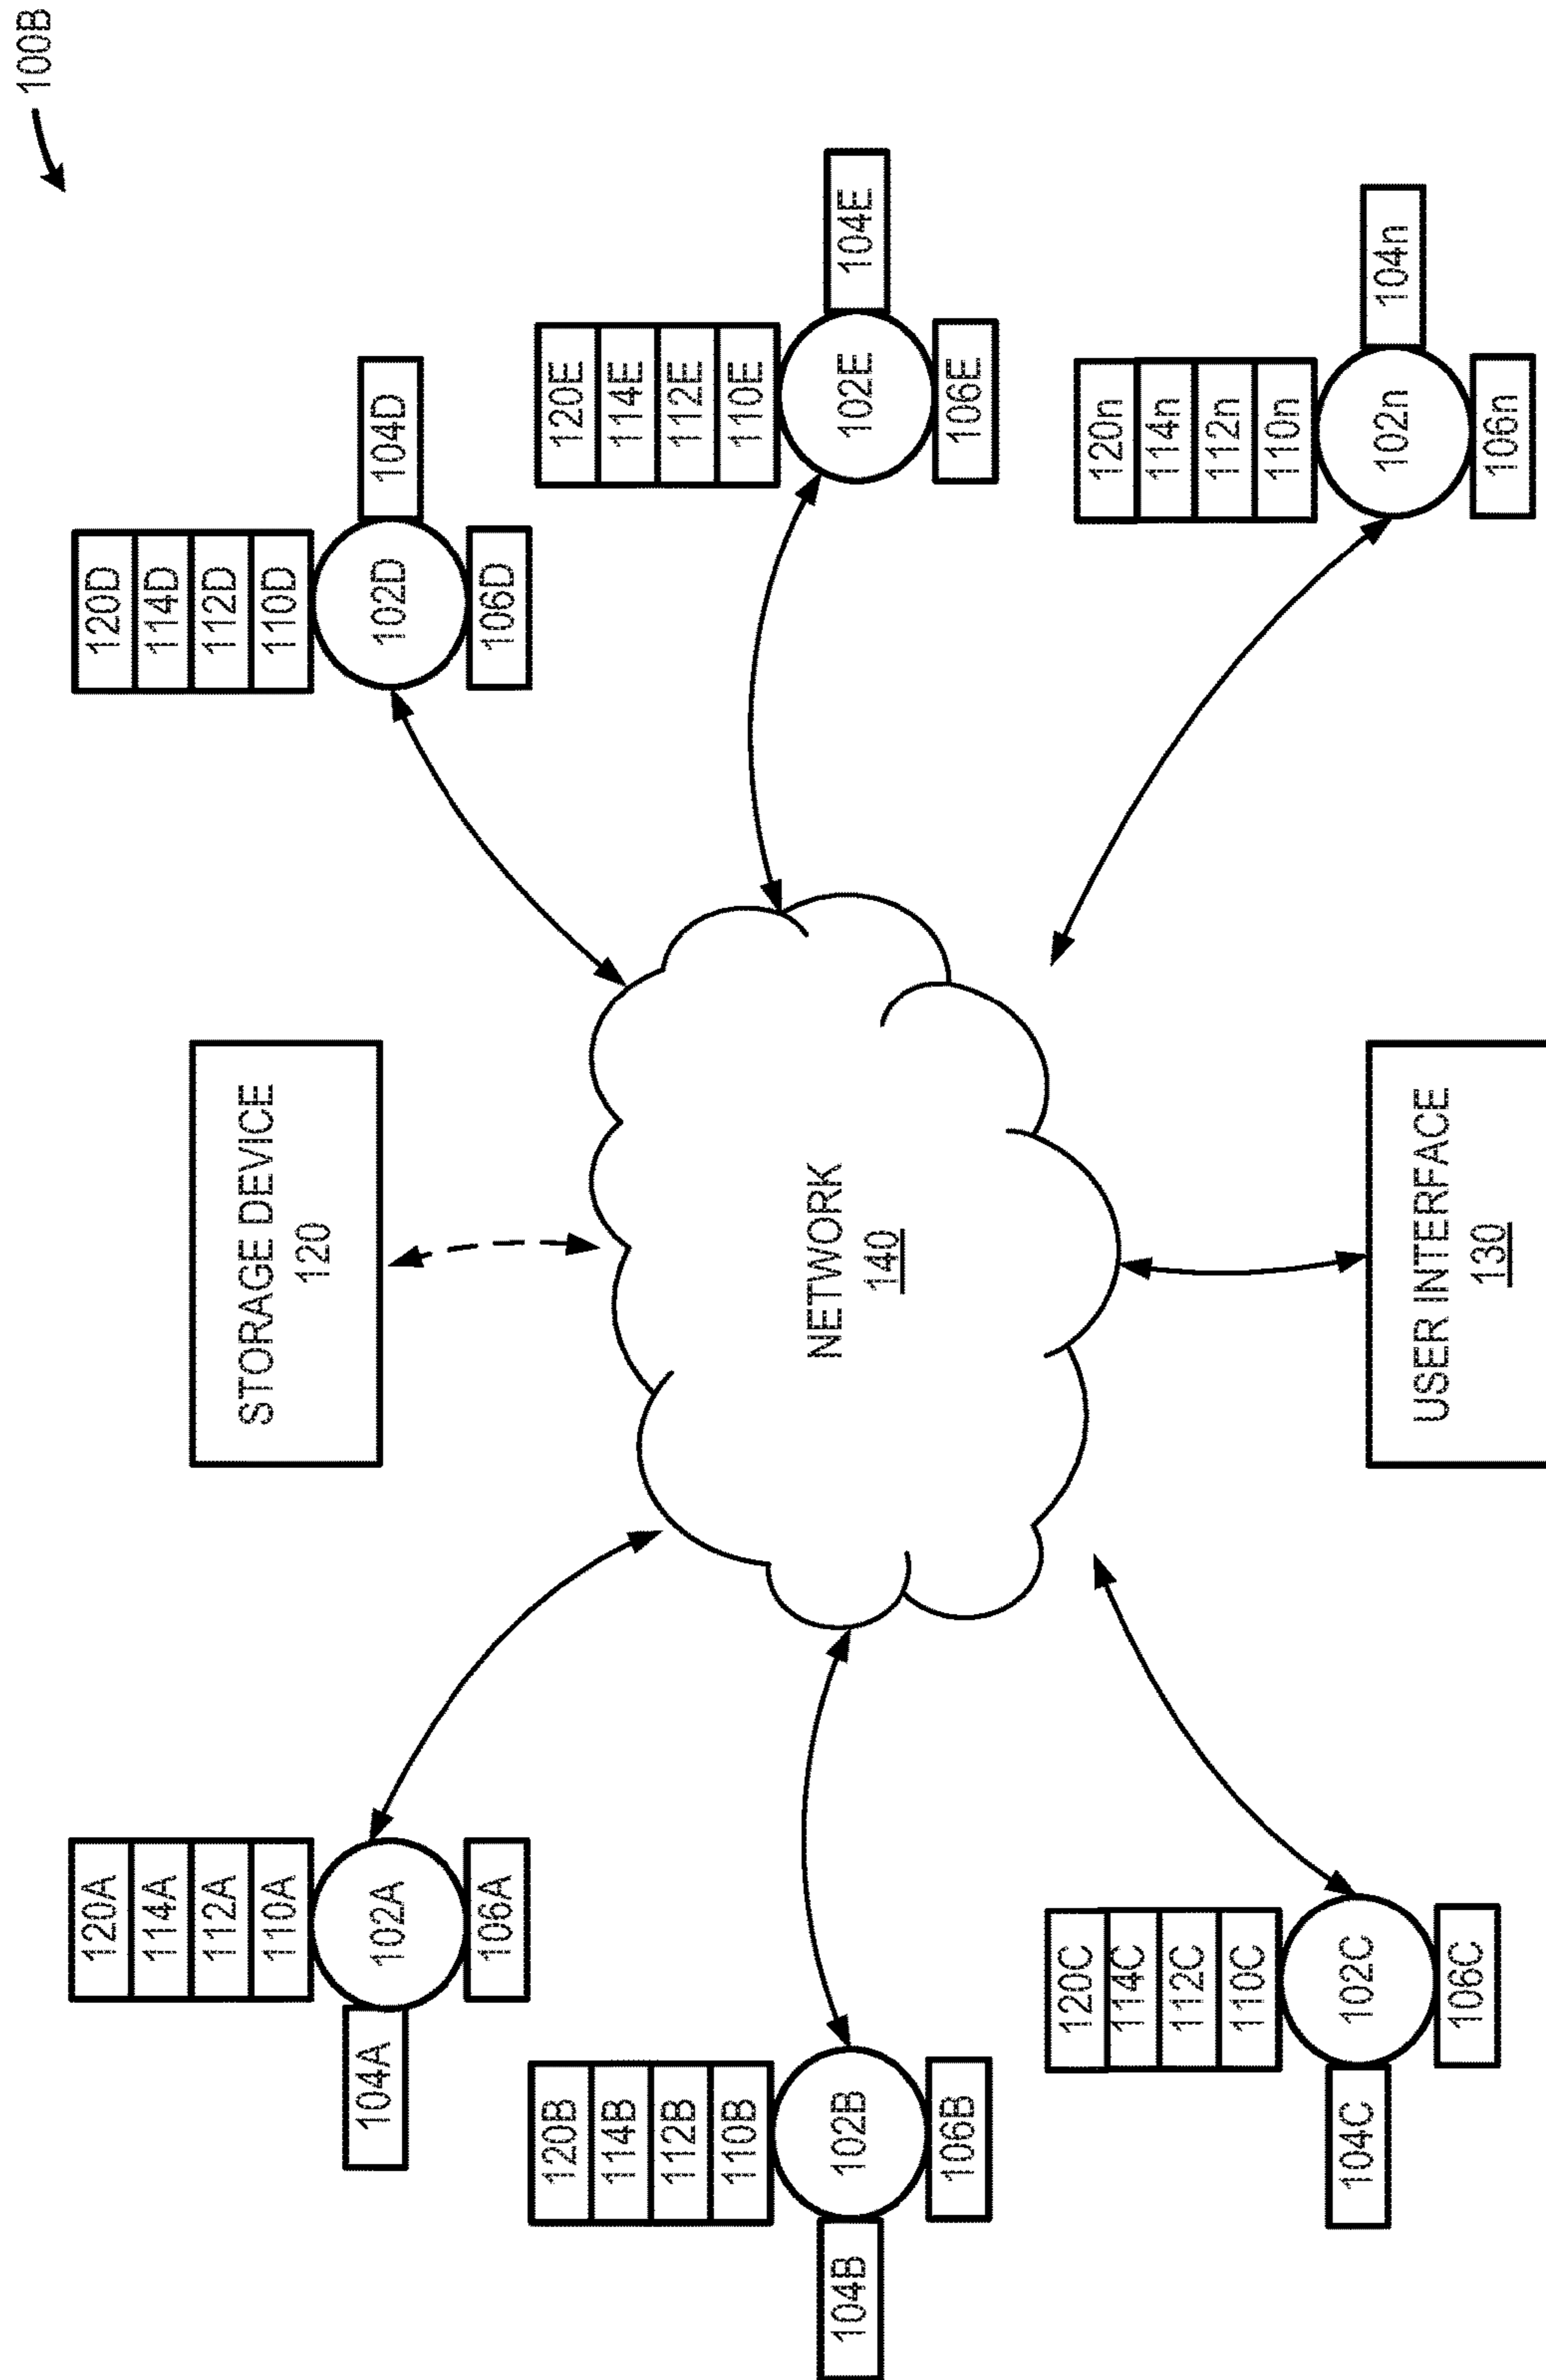 100B
120A
114A
112A
110A
102A
104A
106A
120B
114B
112B
110B
102B
104B
106B
120C
114C
112C
110C
102C
104C
106C
STORAGE DEVICE
120
NETWORK
140
USER INTERFACE
130
120D
114D
112D
110D
102D
104D
106D
120E
114E
112E
110E
102E
104E
106E
120n
114n
112n
110n
102n
104n
106n